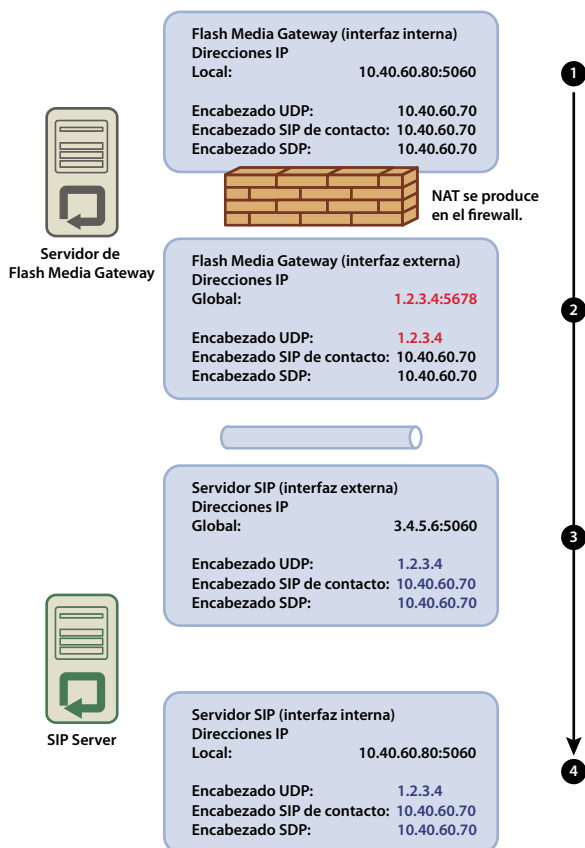 Flash Media Gateway (interfaz interna)
Direcciones IP
Local: 10.40.60.80:5060
Encabezado UDP: 10.40.60.70
Encabezado SIP de contacto: 10.40.60.70
Encabezado SDP: 10.40.60.70
1
NAT se produce
en el firewall.
Servidor de
Flash Media Gateway
Flash Media Gateway (interfaz externa)
Direcciones IP
Global: 1.2.3.4:5678
Encabezado UDP: 1.2.3.4
Encabezado SIP de contacto: 10.40.60.70
Encabezado SDP: 10.40.60.70
2
Servidor SIP (interfaz externa)
Direcciones IP
Global: 3.4.5.6:5060
Encabezado UDP: 1.2.3.4
Encabezado SIP de contacto: 10.40.60.70
Encabezado SDP: 10.40.60.70
3
SIP Server
Servidor SIP (interfaz interna)
Direcciones IP
Local: 10.40.60.80:5060
Encabezado UDP: 1.2.3.4
Encabezado SIP de contacto: 10.40.60.70
Encabezado SDP: 10.40.60.70
4